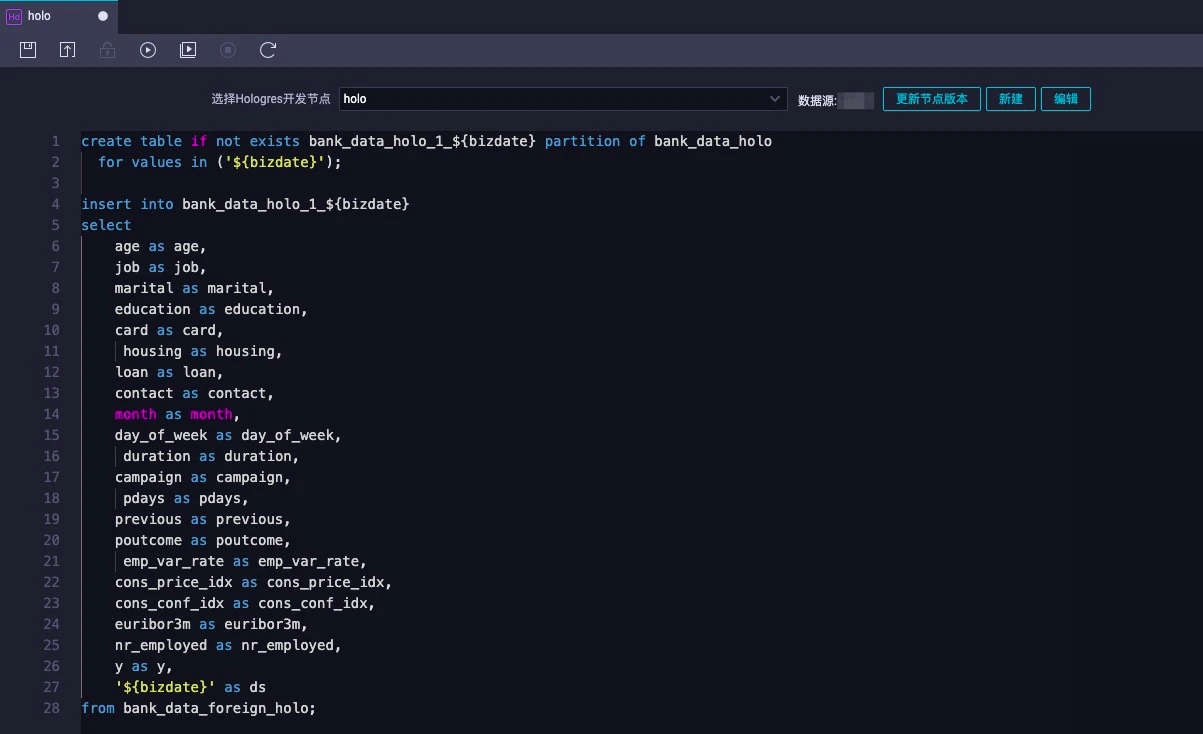 Hd holo
选择Hologres开发节点 holo 数据源: 更新节点版本 新建 编辑
1 create table if not exists bank_data_holo_1_${bizdate} partition of bank_data_holo
2 for values in ('${bizdate}');
3
4 insert into bank_data_holo_1_${bizdate}
5 select
6 age as age,
7 job as job,
8 marital as marital,
9 education as education,
10 card as card,
11 housing as housing,
12 loan as loan,
13 contact as contact,
14 month as month,
15 day_of_week as day_of_week,
16 duration as duration,
17 campaign as campaign,
18 pdays as pdays,
19 previous as previous,
20 poutcome as poutcome,
21 emp_var_rate as emp_var_rate,
22 cons_price_idx as cons_price_idx,
23 cons_conf_idx as cons_conf_idx,
24 euribor3m as euribor3m,
25 nr_employed as nr_employed,
26 y as y,
27 '${bizdate}' as ds
28 from bank_data_foreign_holo;